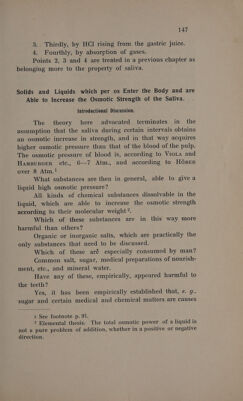 147
3. Thirdly, by HCl rising from the gastric juice.
4. Fourthly, by absorption of gases.
Points 2, 3 and 4 are treated in a previous chapter as
belonging more to the property of saliva.
Solids and Liquids which per os Enter the Body and are
Able to Increase the Osmotic Strength of the Saliva.
Introductional Discussion.
The theory here advocated terminates in the
assumption that the saliva during certain intervals obtains
an osmotic increase in strength, and in that way acquires
higher osmotic pressure than that of the blood of the pulp.
The osmotic pressure of blood is, according to Viola and
Hamburger etc., 6—7 Atm., and according to Höber
over 8 Atm.¹
What substances are then in general, able to give a
liquid high osmotic pressure?
All kinds of chemical substances dissolvable in the
liquid, which are able to increase the osmotic strength
according to their molecular weight².
Which of these substances are in this way more
harmful than others?
Organic or inorganic salts, which are practically the
only substances that need to be discussed.
Which of these are especially consumed by man?
Common salt, sugar, medical preparations of nourish-
ment, etc., and mineral water.
Have any of these, empirically, appeared harmful to
the teeth?
Yes, it has been empirically established that, e. g.,
sugar and certain medical and chemical matters are causes
¹ See footnote p. 91.
² Elemental thesis. The total osmotic power of a liquid is
not a pure problem of addition, whether in a positive or negative
direction.